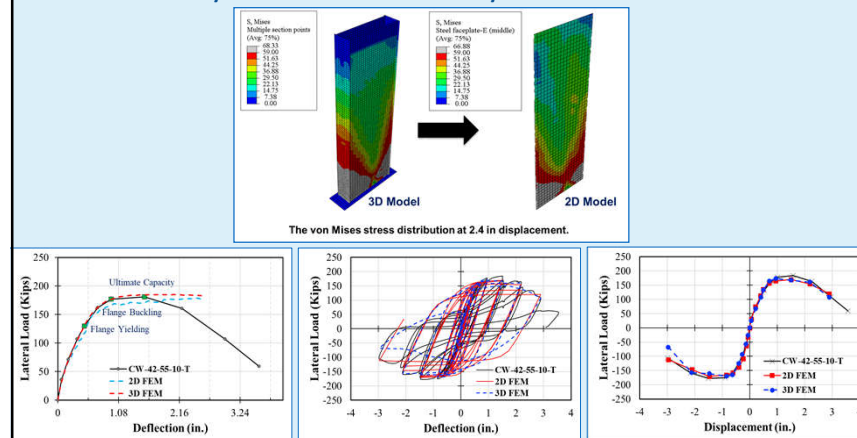 S, Mises
Multiple section points
(Avg: 75%)
68.33
59.00
51.63
44.25
36.88
29.50
22.13
14.75
7.38
0.00
3D Model
S, Mises
Steel faceplate-E (middle)
(Avg: 75%)
66.88
59.00
51.63
44.25
36.88
29.50
22.13
14.75
7.38
0.00
2D Model
The von Mises stress distribution at 2.4 in displacement.
Lateral Load (Kips)
250
200
150
100
50
0
Ultimate Capacity
Flange Buckling
Flange Yielding
CW-42-55-10-T
2D FEM
3D FEM
0
1.08
2.16
3.24
Deflection (in.)
Lateral Load (Kips)
250
200
150
100
50
0
-50
-100
-150
-200
-250
CW-42-55-10-T
2D FEM
3D FEM
-4
-3
-2
-1
0
1
2
3
4
Deflection (in.)
Lateral Load (Kips)
250
200
150
100
50
0
-50
-100
-150
-200
-250
CW-42-55-10-T
2D FEM
3D FEM
-4
-3
-2
-1
0
1
2
3
4
Displacement (in.)